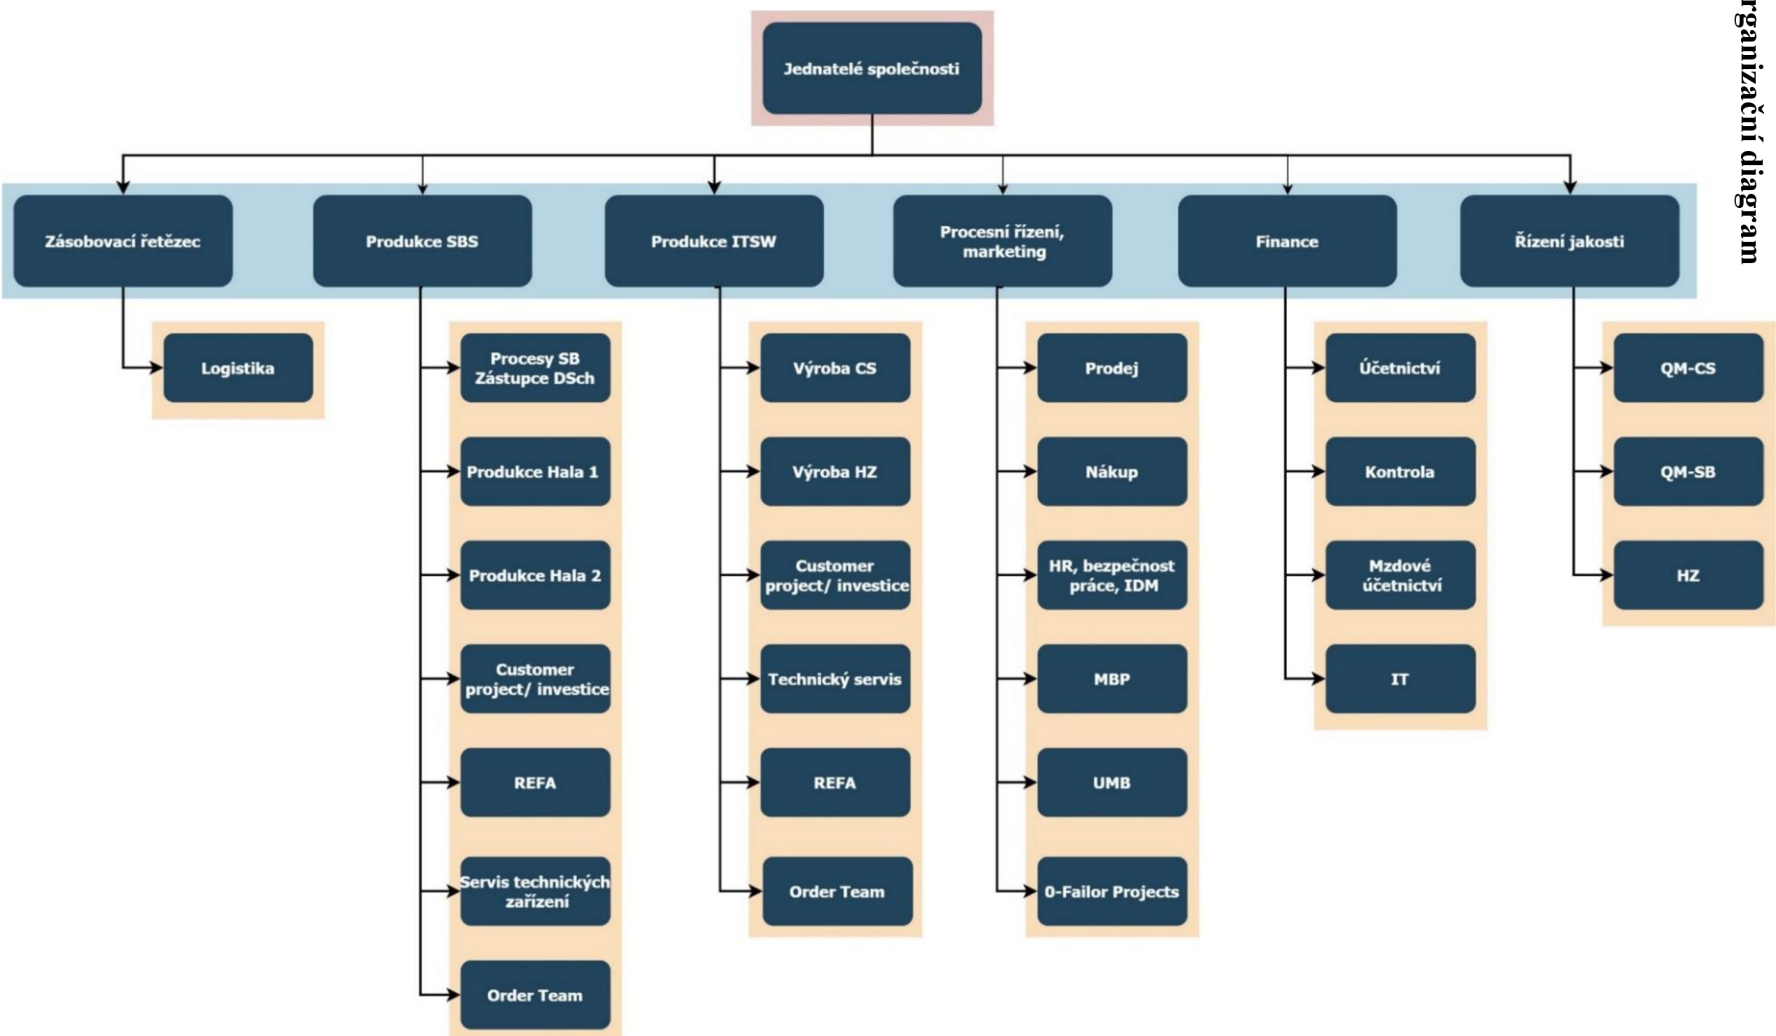 rganizační diagram
Jednatelé společnosti
Zásobovací řetězec
Produkce SBS
Produkce ITSW
Procesní řízení,
marketing
Finance
Řízení jakosti
Logistika
Procesy SB
Zástupce DSch
Produkce Hala 1
Produkce Hala 2
Customer
project/ investice
REFA
Servis technických
zařízení
Order Team
Výroba CS
Výroba HZ
Customer
project/ investice
Technický servis
REFA
Order Team
Prodej
Nákup
HR, bezpečnost
práce, IDM
MBP
UMB
0-Failor Projects
Účetnictví
Kontrola
Mzdové
účetnictví
IT
QM-CS
QM-SB
HZ